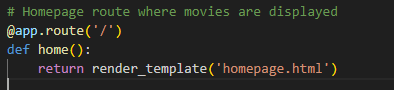 # Homepage route where movies are displayed
@app.route('/')
def home():
    return render_template('homepage.html')